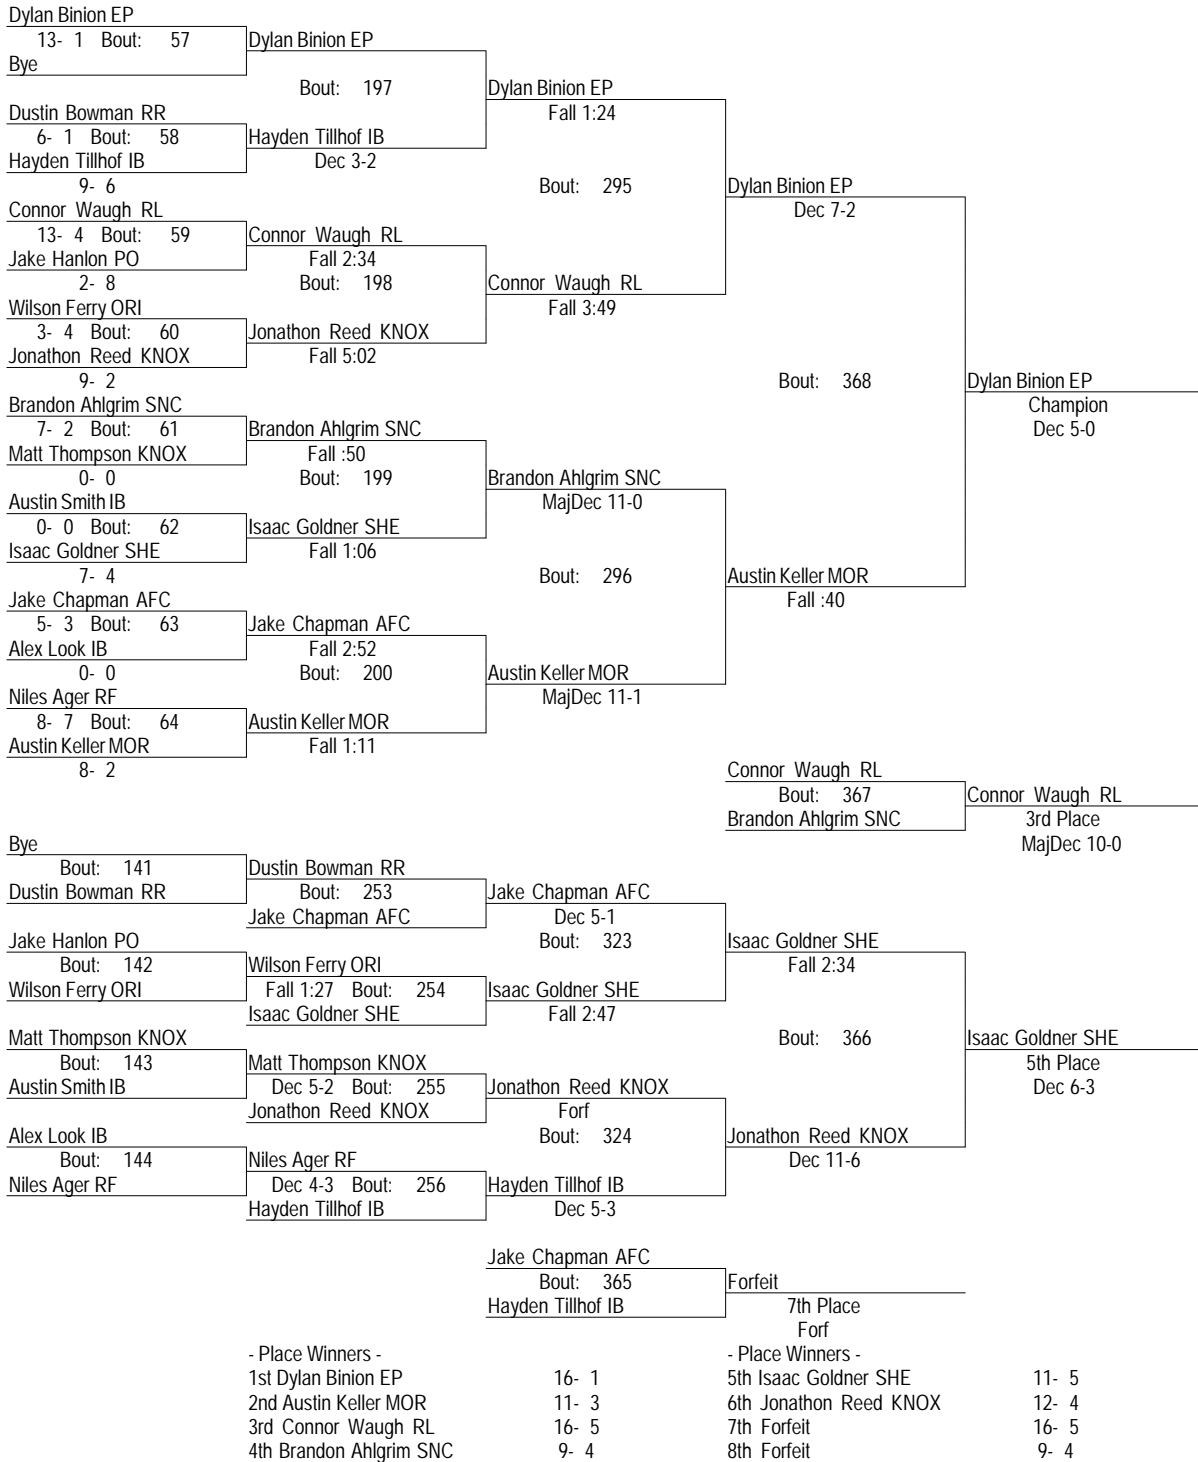 Dylan Binion EP
13- 1 Bout: 57 Dylan Binion EP
Bye
Bout: 197 Dylan Binion EP
Dustin Bowman RR Fall 1:24
6- 1 Bout: 58 Hayden Tillhof IB
Hayden Tillhof IB Dec 3-2
9- 6 Bout: 295 Dylan Binion EP
Connor Waugh RL Dec 7-2
13- 4 Bout: 59 Connor Waugh RL
Jake Hanlon PO Fall 2:34
2- 8 Bout: 198 Connor Waugh RL
Wilson Ferry ORI Fall 3:49
3- 4 Bout: 60 Jonathon Reed KNOX
Jonathon Reed KNOX Fall 5:02
9- 2 Bout: 368 Dylan Binion EP
Brandon Ahlgrim SNC Champion
7- 2 Bout: 61 Brandon Ahlgrim SNC Dec 5-0
Matt Thompson KNOX Fall :50
0- 0 Bout: 199 Brandon Ahlgrim SNC
Austin Smith IB MajDec 11-0
0- 0 Bout: 62 Isaac Goldner SHE
Isaac Goldner SHE Fall 1:06
7- 4 Bout: 296 Austin Keller MOR
Jake Chapman AFC Fall :40
5- 3 Bout: 63 Jake Chapman AFC
Alex Look IB Fall 2:52
0- 0 Bout: 200 Austin Keller MOR
Niles Ager RF MajDec 11-1
8- 7 Bout: 64 Austin Keller MOR
Austin Keller MOR Fall 1:11
8- 2 Connor Waugh RL
Bout: 367 Connor Waugh RL
Brandon Ahlgrim SNC 3rd Place
Bye MajDec 10-0
Bout: 141 Dustin Bowman RR
Dustin Bowman RR Bout: 253 Jake Chapman AFC
Jake Chapman AFC Dec 5-1
Jake Hanlon PO Bout: 323 Isaac Goldner SHE
Bout: 142 Wilson Ferry ORI Fall 2:34
Wilson Ferry ORI Fall 1:27 Bout: 254 Isaac Goldner SHE
Isaac Goldner SHE Fall 2:47
Matt Thompson KNOX Bout: 366 Isaac Goldner SHE
Bout: 143 Matt Thompson KNOX 5th Place
Austin Smith IB Dec 5-2 Bout: 255 Jonathon Reed KNOX Dec 6-3
Jonathon Reed KNOX Forf
Alex Look IB Bout: 324 Jonathon Reed KNOX
Bout: 144 Niles Ager RF Dec 11-6
Niles Ager RF Dec 4-3 Bout: 256 Hayden Tillhof IB
Hayden Tillhof IB Dec 5-3
Jake Chapman AFC
Bout: 365 Forfeit
Hayden Tillhof IB 7th Place
Forf
- Place Winners - - Place Winners -
1st Dylan Binion EP 16- 1 5th Isaac Goldner SHE 11- 5
2nd Austin Keller MOR 11- 3 6th Jonathon Reed KNOX 12- 4
3rd Connor Waugh RL 16- 5 7th Forfeit 16- 5
4th Brandon Ahlgrim SNC 9- 4 8th Forfeit 9- 4